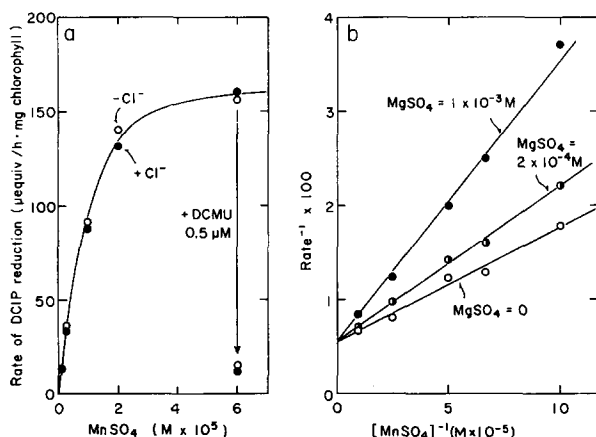 a
Rate of DCIP reduction (μequiv/h·mg chlorophyll)
200
150
100
50
0
-Cl⁻
+Cl⁻
+DCMU
0.5 μM
0 2 4 6
MnSO₄ (M x 10⁵)
b
Rate⁻¹ x 100
4
3
2
1
0
MgSO₄ = 1 x 10⁻³M
MgSO₄ =
2 x 10⁻⁴M
MgSO₄ = 0
0 5 10
[MnSO₄]⁻¹(M x 10⁻⁵)